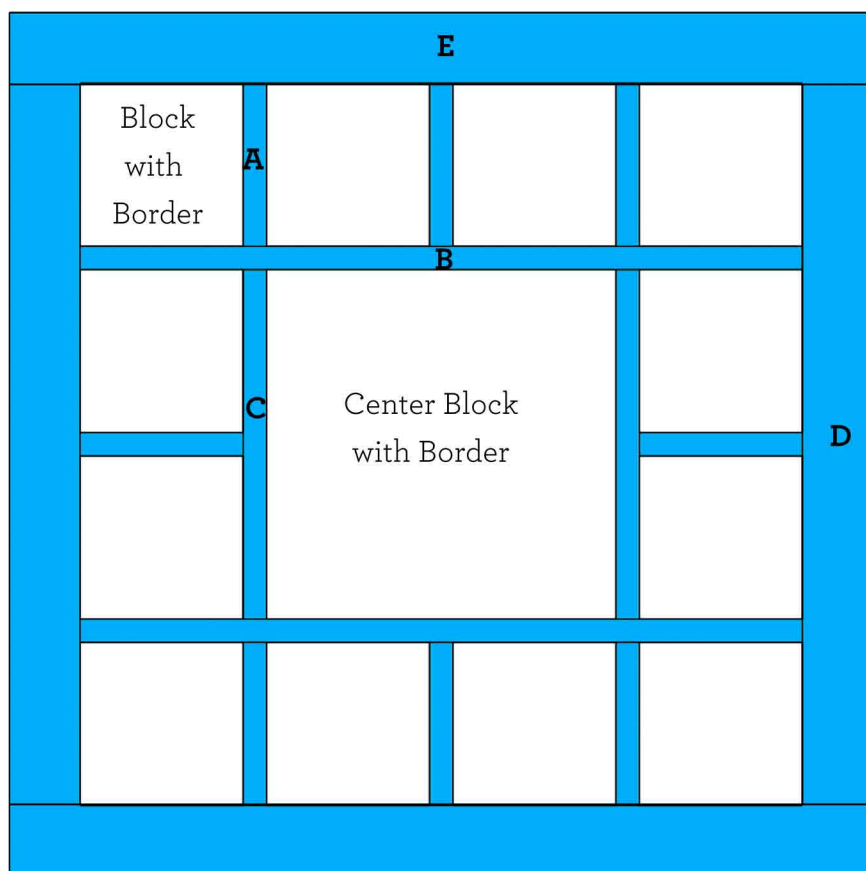 E
Block
with
Border
A
B
C
Center Block
with Border
D